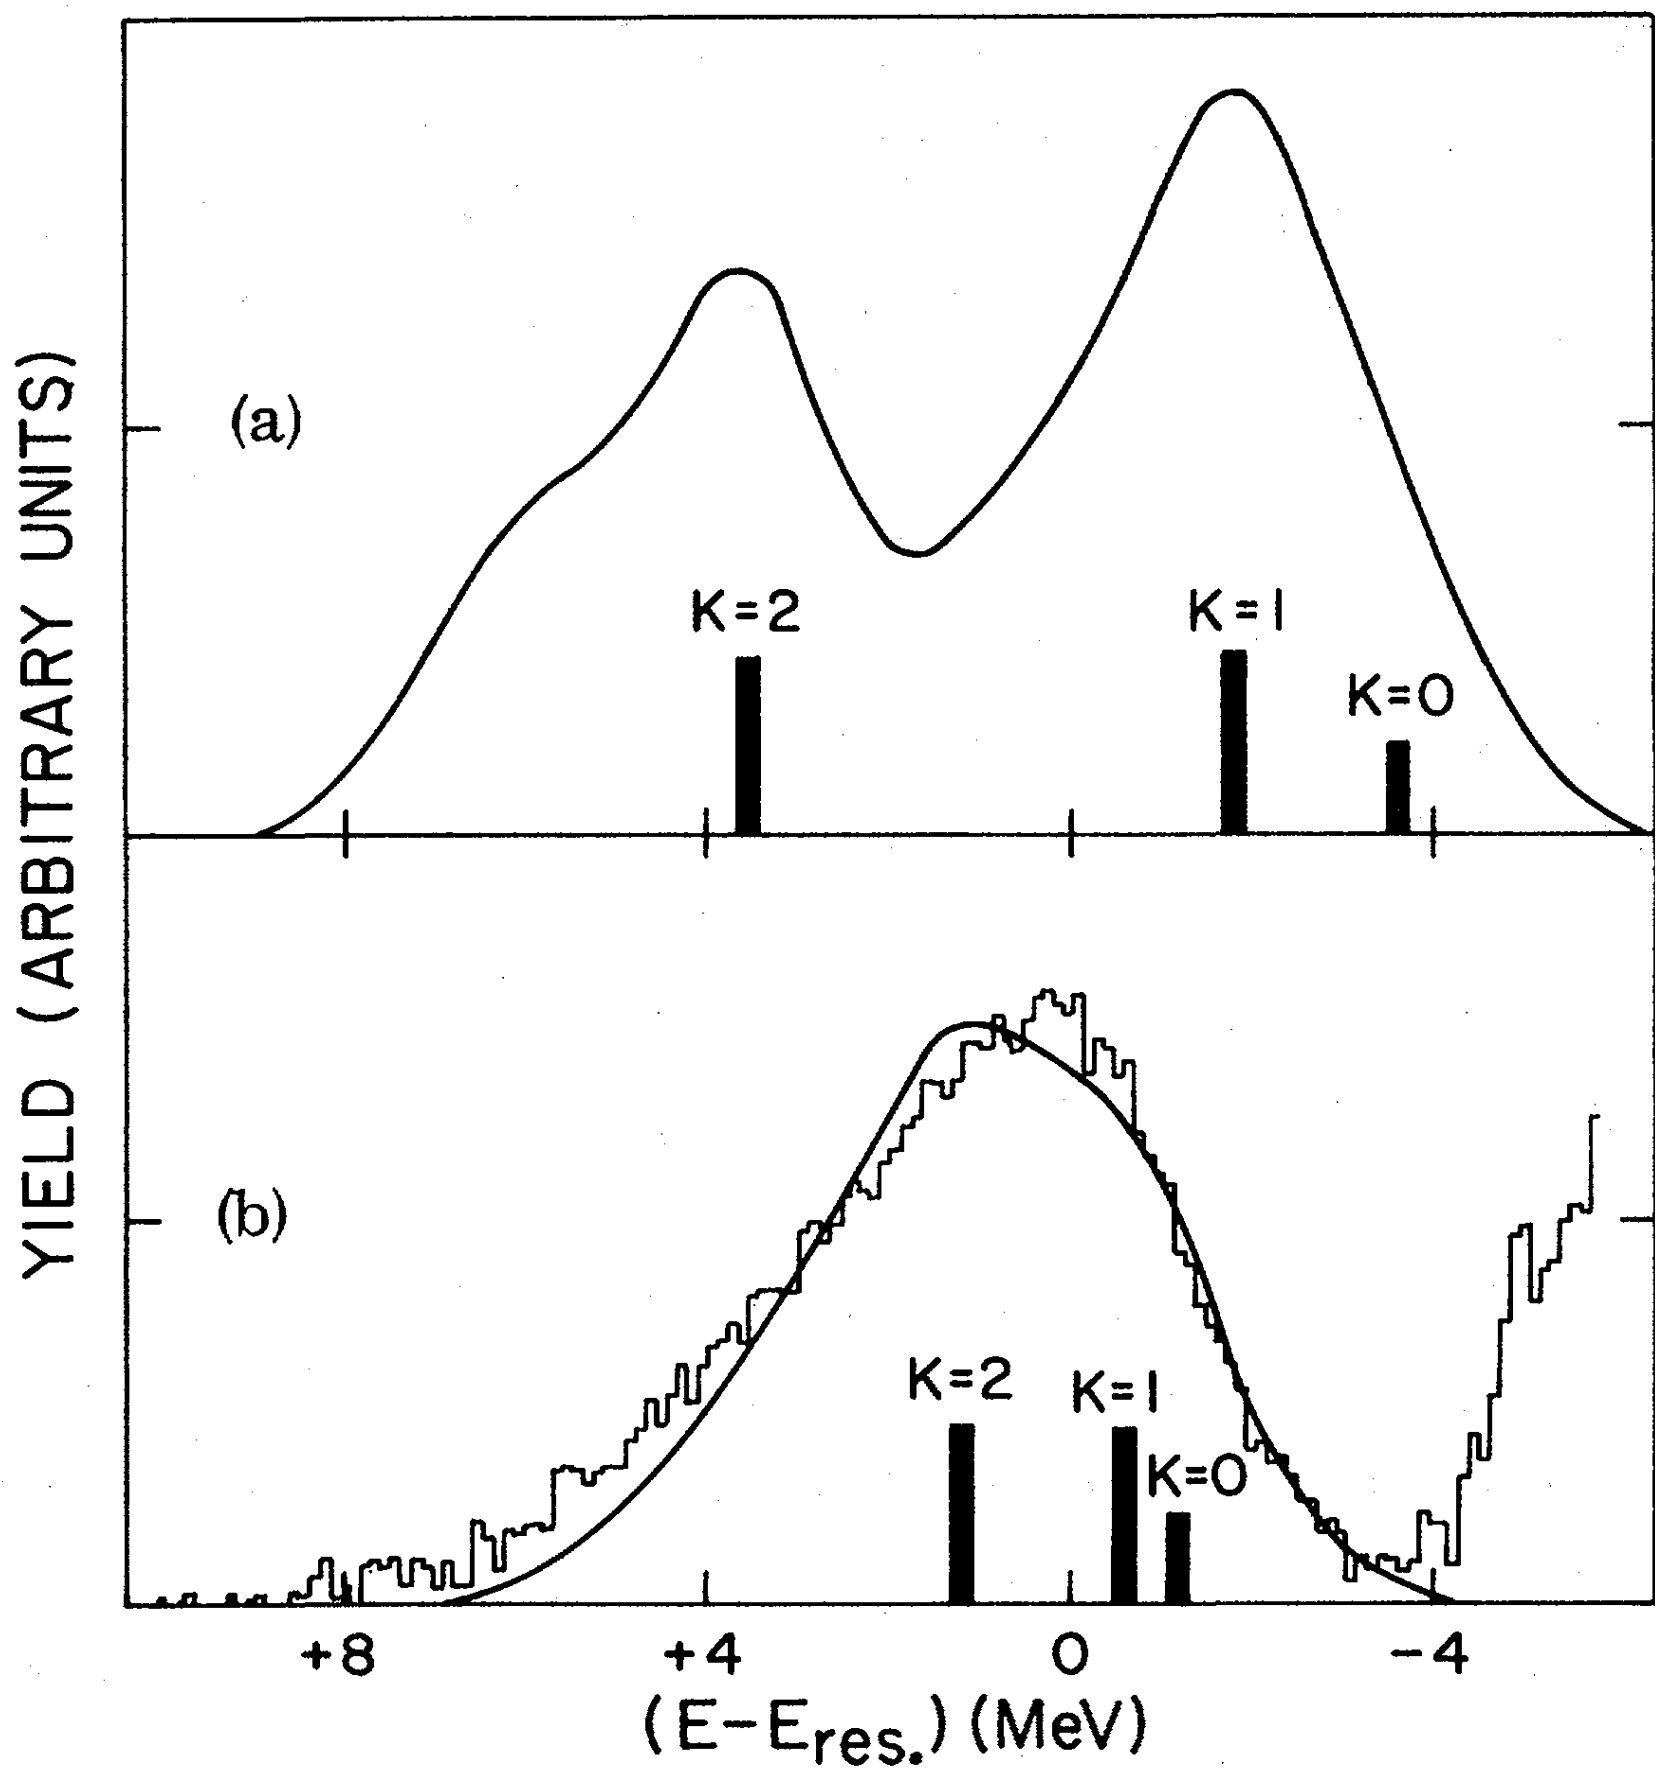 YIELD (ARBITRARY UNITS)
(a)
K=2
K=1
K=0
(b)
K=2
K=1
K=0
+8 +4 0 -4
(E-Eres.) (MeV)